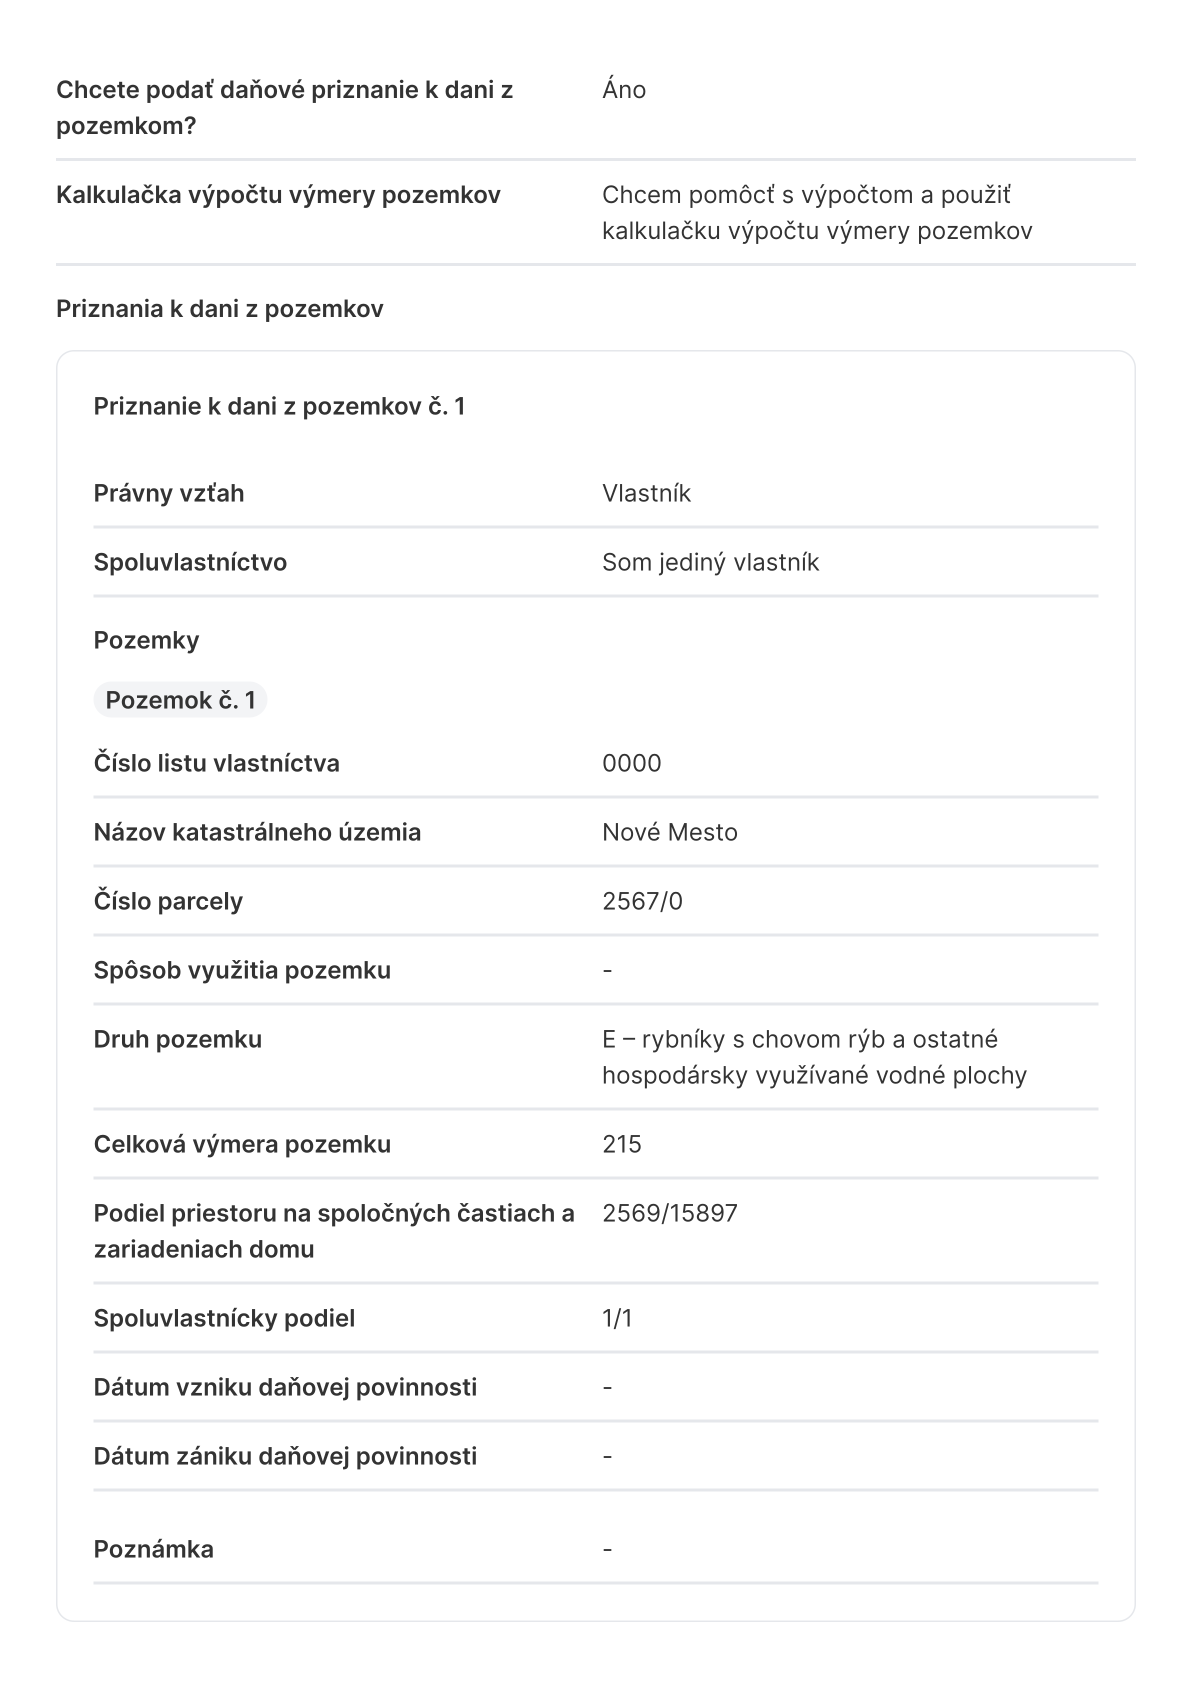 Chcete podať daňové priznanie k dani z
pozemkom?
Áno
Kalkulačka výpočtu výmery pozemkov
Chcem pomôcť s výpočtom a použiť
kalkulačku výpočtu výmery pozemkov
Priznania k dani z pozemkov
Priznanie k dani z pozemkov č. 1
Právny vzťah
Vlastník
Spoluvlastníctvo
Som jediný vlastník
Pozemky
Pozemok č. 1
Číslo listu vlastníctva
0000
Názov katastrálneho územia
Nové Mesto
Číslo parcely
2567/0
Spôsob využitia pozemku
-
Druh pozemku
E – rybníky s chovom rýb a ostatné
hospodársky využívané vodné plochy
Celková výmera pozemku
215
Podiel priestoru na spoločných častiach a
zariadeniach domu
2569/15897
Spoluvlastnícky podiel
1/1
Dátum vzniku daňovej povinnosti
-
Dátum zániku daňovej povinnosti
-
Poznámka
-